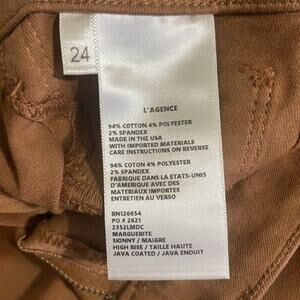 24
L'AGENCE
94% COTTON 4% POLYESTER
2% SPANDEX
MADE IN THE USA
WITH IMPORTED MATERIALS
CARE INSTRUCTIONS ON REVERSE
94% COTTON 4% POLYESTER
2% SPANDEX
FABRIQUE DANS LA ÉTATS-UNIS
D'AMERIQUE AVEC DES
MATERIAUX IMPORTES
ENTRETIEN AU VERSO
RN126654
PO # 2621
2352LMDC
MARGUERITE
SKINNY / MAIGRE
HIGH RISE / TAILLE HAUTE
JAVA COATED / JAVA ENDUIT